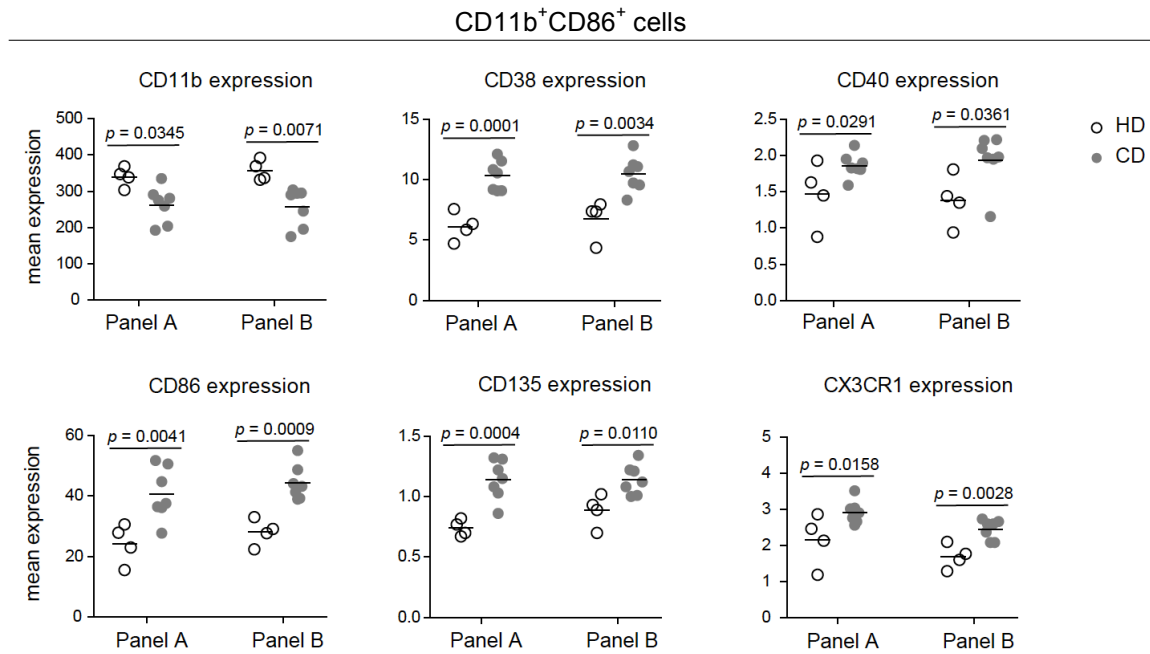 CD11b⁺CD86⁺ cells
CD11b expression
CD38 expression
CD40 expression
mean expression
500
400
300
200
100
0
p = 0.0345
p = 0.0071
Panel A
Panel B
15
10
5
0
p = 0.0001
p = 0.0034
Panel A
Panel B
2.5
2.0
1.5
1.0
0.5
0.0
p = 0.0291
p = 0.0361
Panel A
Panel B
HD
CD
CD86 expression
CD135 expression
CX3CR1 expression
mean expression
60
40
20
0
p = 0.0041
p = 0.0009
Panel A
Panel B
1.5
1.0
0.5
0.0
p = 0.0004
p = 0.0110
Panel A
Panel B
5
4
3
2
1
0
p = 0.0158
p = 0.0028
Panel A
Panel B